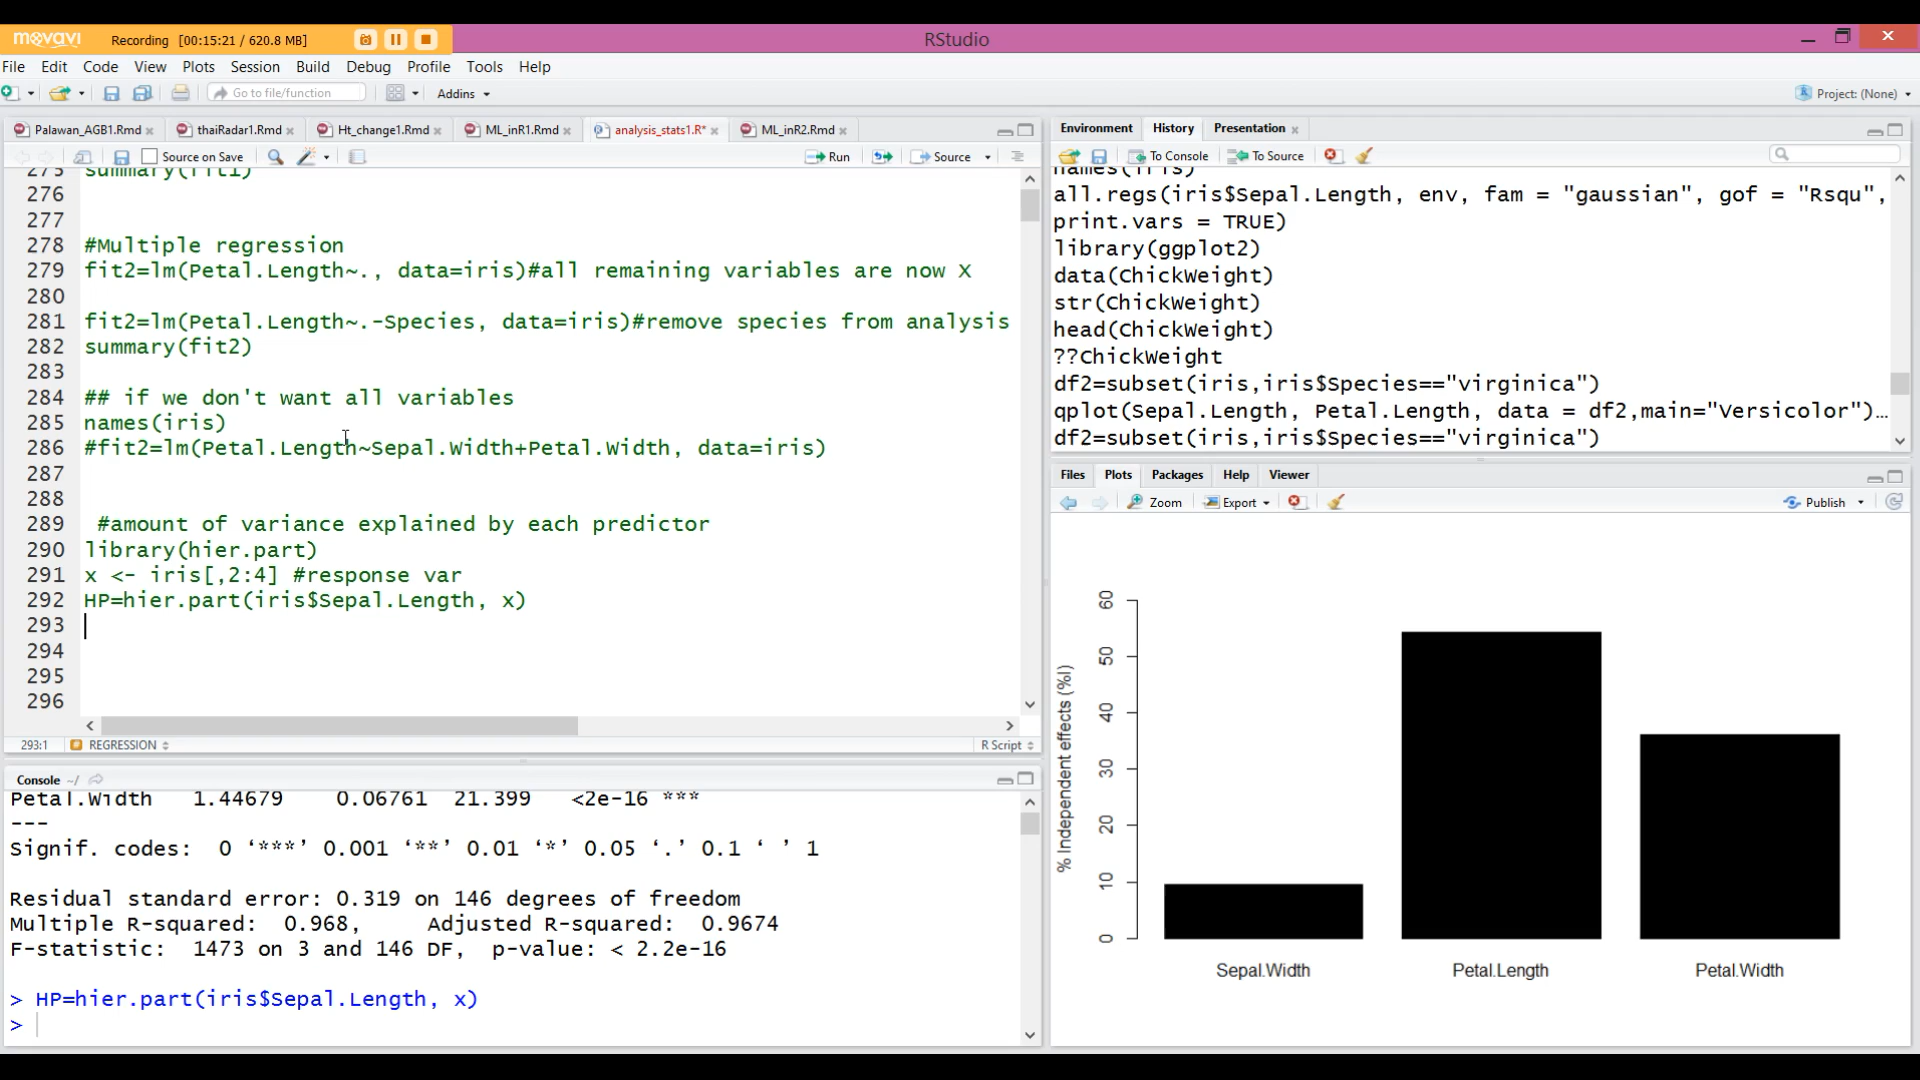 movavi Recording [00:15:21 / 620.8 MB] RStudio
File Edit Code View Plots Session Build Debug Profile Tools Help
Go to file/function Addins Project: (None)
Palawan_AGB1.Rmd thaiRadar1.Rmd Ht_change1.Rmd ML_inR1.Rmd analysis_stats1.R* ML_inR2.Rmd
Source on Save Run Source
275 summary(fit1)
276
277
278 #Multiple regression
279 fit2=lm(Petal.Length~., data=iris)#all remaining variables are now X
280
281 fit2=lm(Petal.Length~.-Species, data=iris)#remove species from analysis
282 summary(fit2)
283
284 ## if we don't want all variables
285 names(iris)
286 #fit2=lm(Petal.Length~Sepal.Width+Petal.Width, data=iris)
287
288
289 #amount of variance explained by each predictor
290 library(hier.part)
291 x <- iris[,2:4] #response var
292 HP=hier.part(iris$Sepal.Length, x)
293
294
295
296
293:1 REGRESSION R Script
Console ~/
Petal.Width 1.44679 0.06761 21.399 <2e-16 ***
---
Signif. codes: 0 ‘***’ 0.001 ‘**’ 0.01 ‘*’ 0.05 ‘.’ 0.1 ‘ ’ 1
Residual standard error: 0.319 on 146 degrees of freedom
Multiple R-squared: 0.968, Adjusted R-squared: 0.9674
F-statistic: 1473 on 3 and 146 DF, p-value: < 2.2e-16
> HP=hier.part(iris$Sepal.Length, x)
>
Environment History Presentation
To Console To Source
names(iris)
all.regs(iris$Sepal.Length, env, fam = "gaussian", gof = "Rsqu",
print.vars = TRUE)
library(ggplot2)
data(ChickWeight)
str(ChickWeight)
head(ChickWeight)
??ChickWeight
df2=subset(iris,iris$Species=="virginica")
qplot(Sepal.Length, Petal.Length, data = df2,main="Versicolor")…
df2=subset(iris,iris$Species=="virginica")
Files Plots Packages Help Viewer
Zoom Export Publish
% Independent effects (%I)
60
50
40
30
20
10
0
Sepal.Width Petal.Length Petal.Width